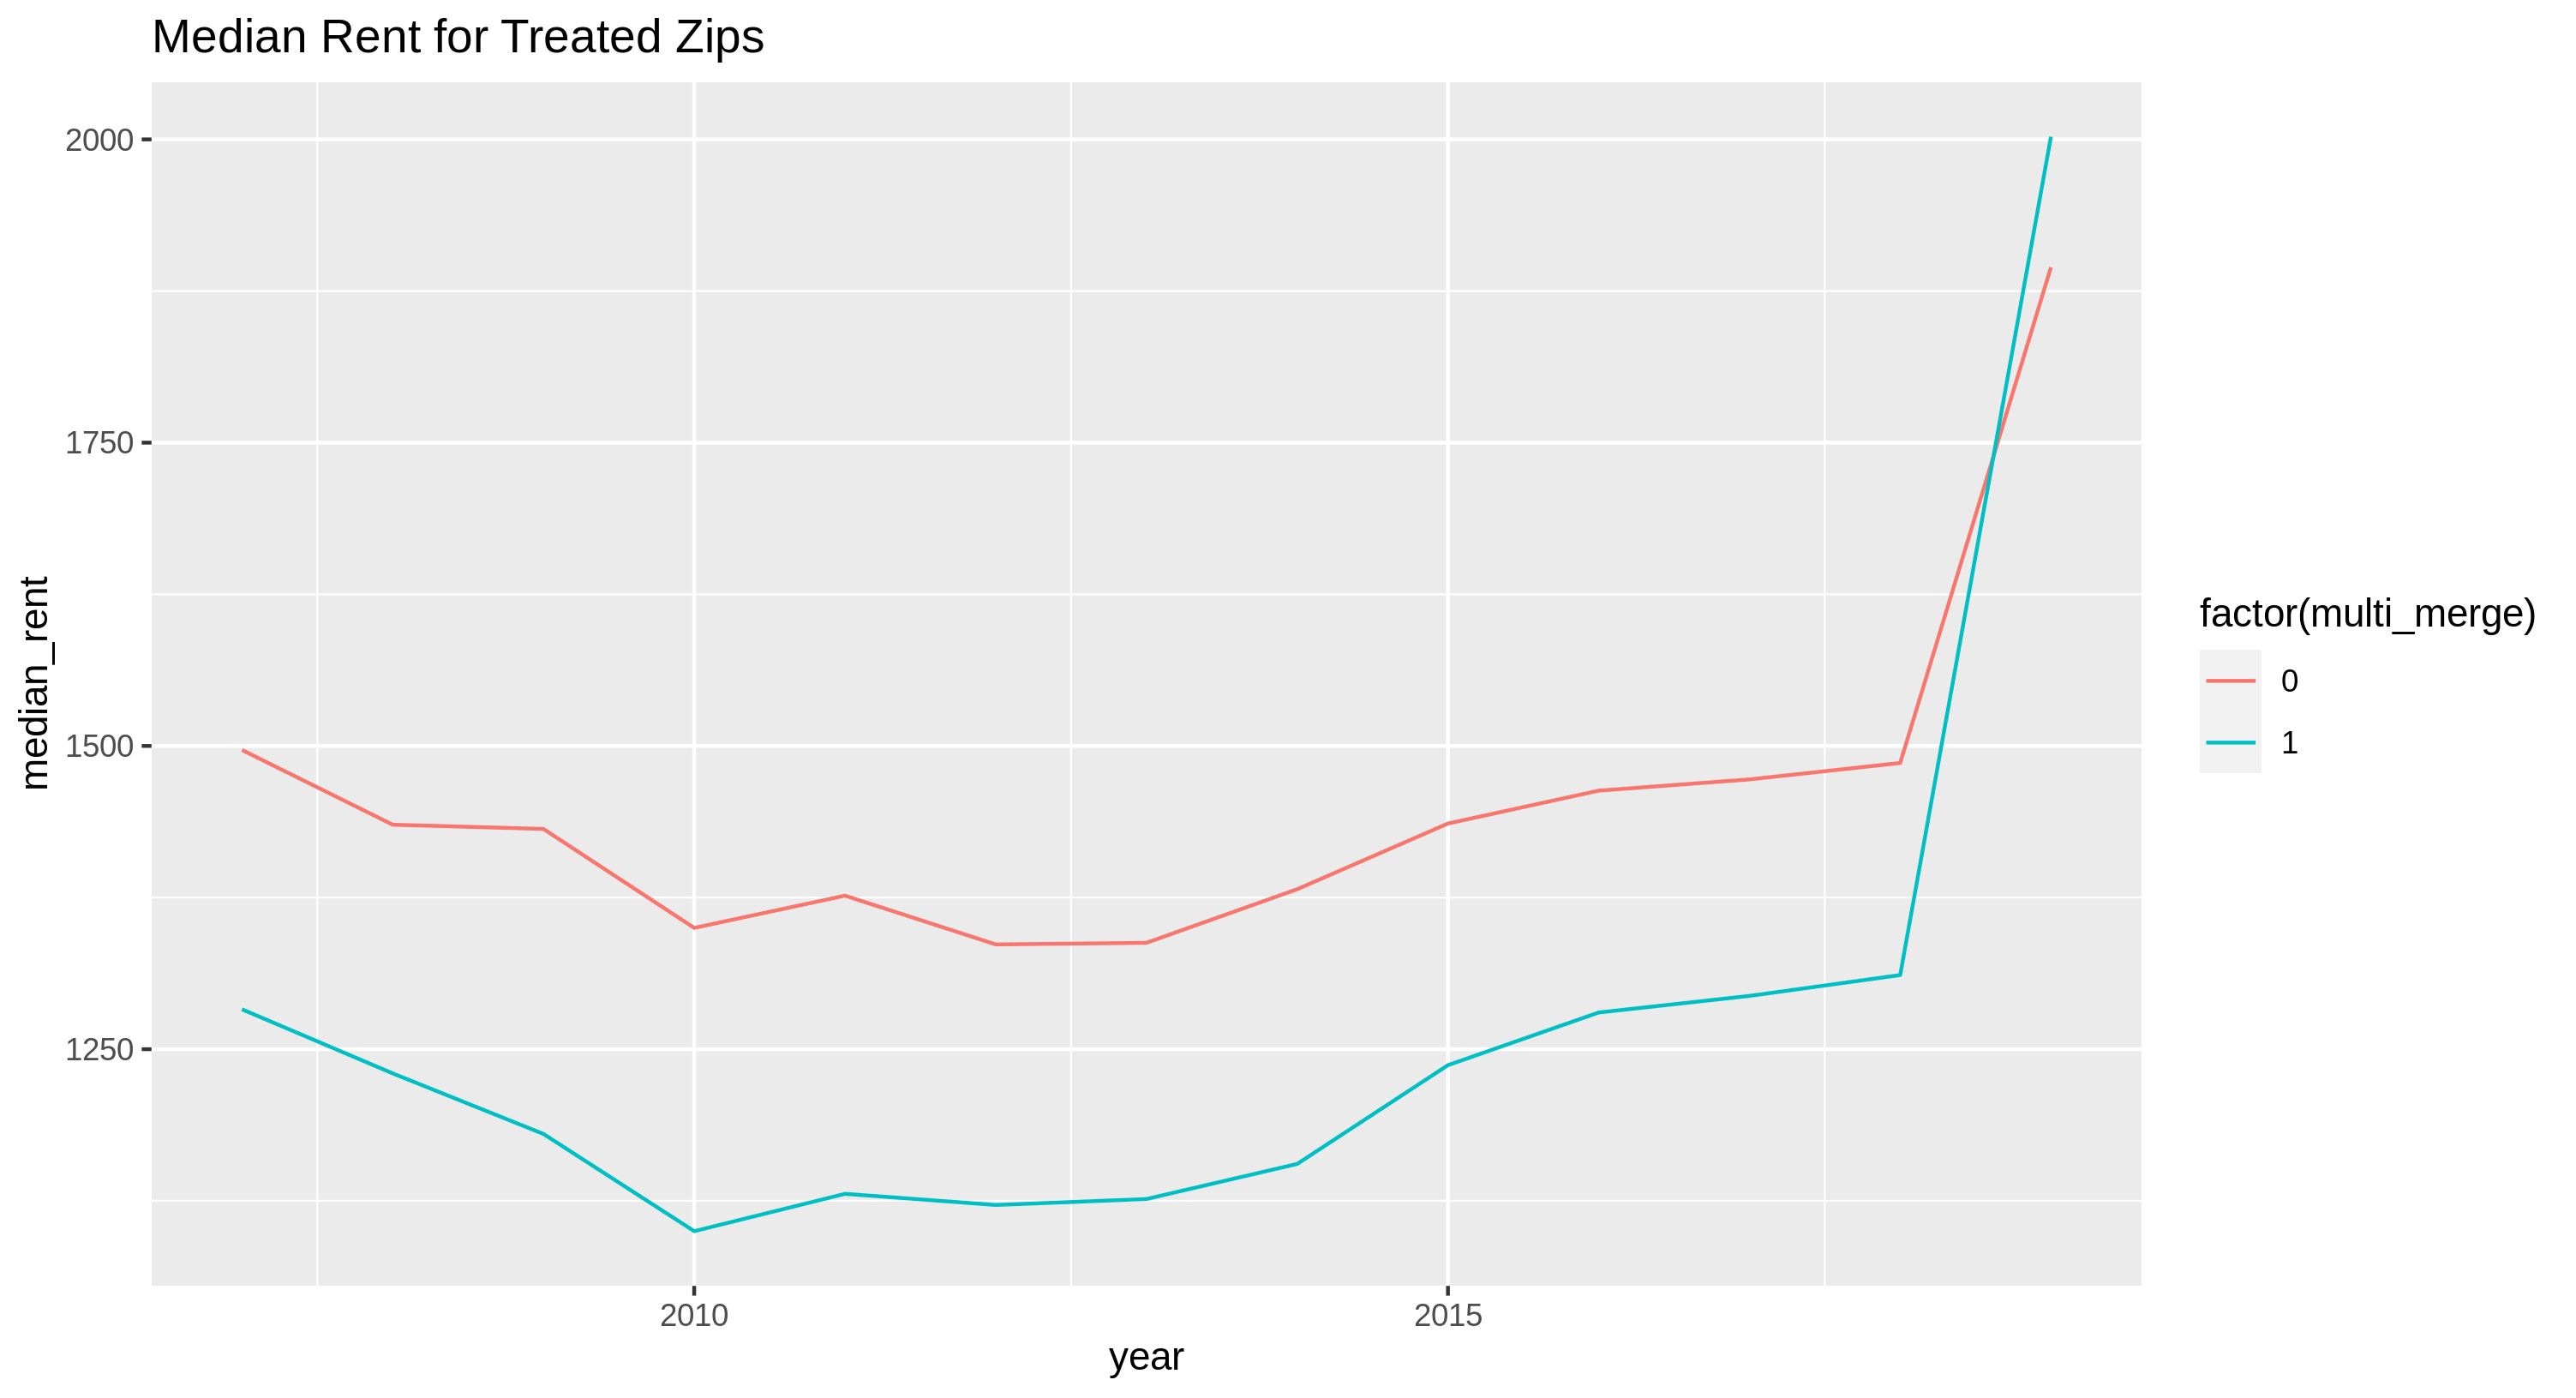 Median Rent for Treated Zips
2000
1750
1500
1250
median_rent
2010
2015
year
factor(multi_merge)
0
1